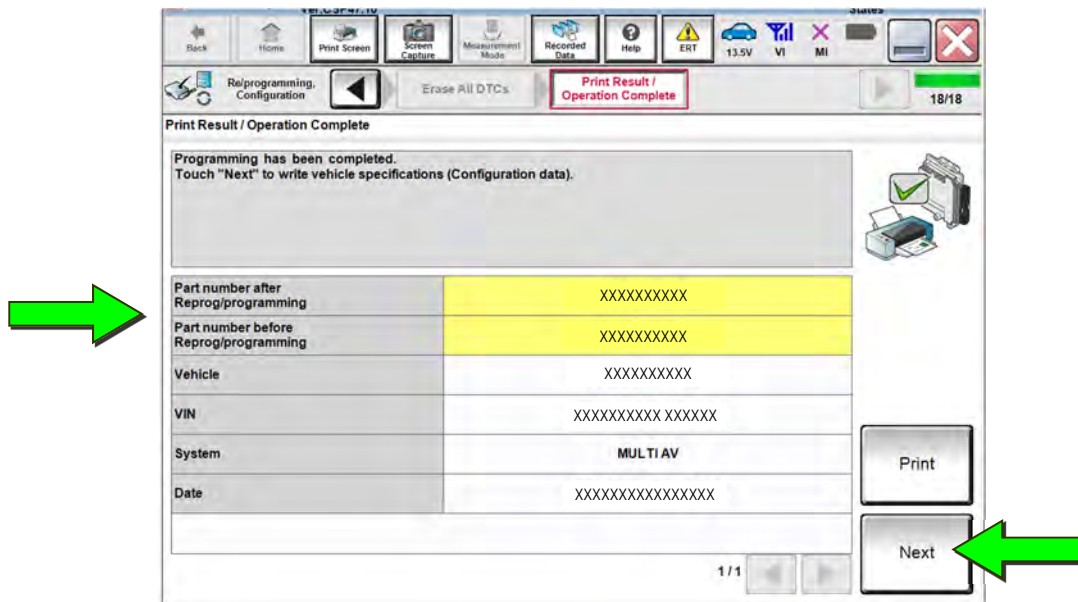 Back
Home
Print Screen
Screen
Capture
Measurement
Mode
Recorded
Data
Help
ERT
13.5V
VI
MI
Re/programming,
Configuration
Erase All DTCs
Print Result /
Operation Complete
18/18
Print Result / Operation Complete
Programming has been completed.
Touch "Next" to write vehicle specifications (Configuration data).
Part number after
Reprog/programming
XXXXXXXXXX
Part number before
Reprog/programming
XXXXXXXXXX
Vehicle
XXXXXXXXXX
VIN
XXXXXXXXXX XXXXXX
System
MULTI AV
Date
XXXXXXXXXXXXXXXX
Print
Next
1/1